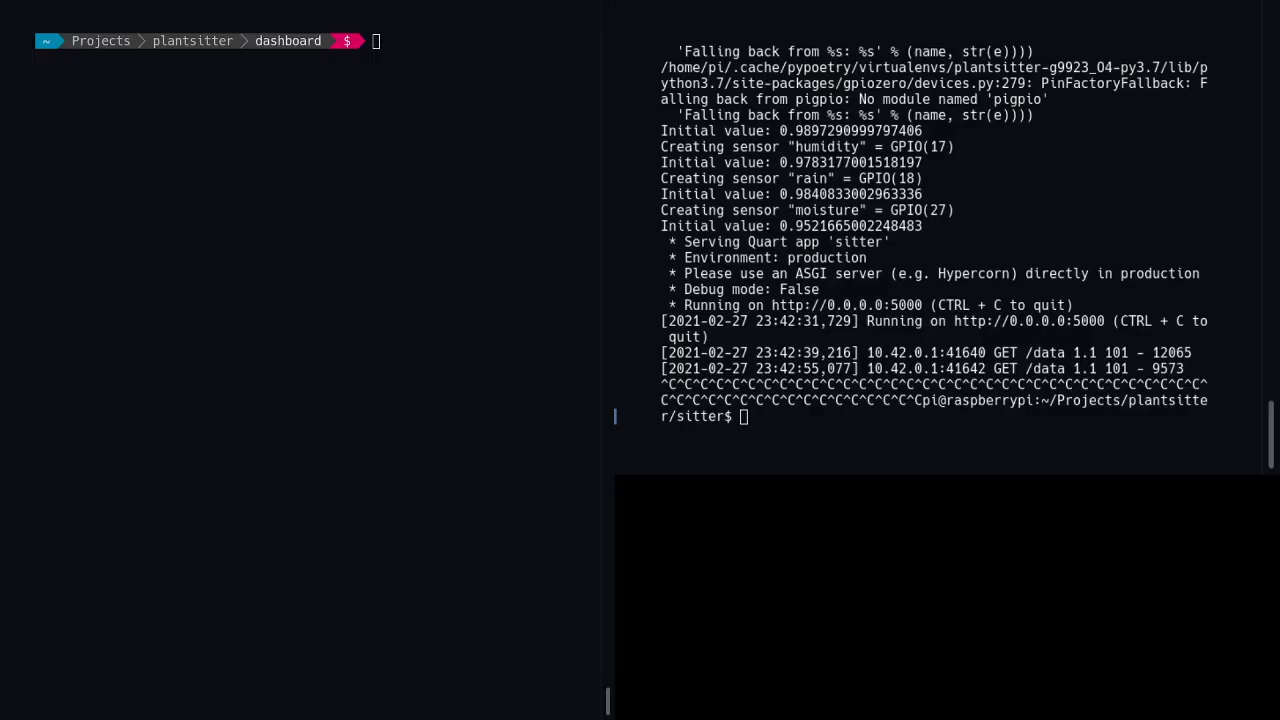 ~ Projects plantsitter dashboard $
'Falling back from %s: %s' % (name, str(e))))
/home/pi/.cache/pypoetry/virtualenvs/plantsitter-g9923_O4-py3.7/lib/p
ython3.7/site-packages/gpiozero/devices.py:279: PinFactoryFallback: F
alling back from pigpio: No module named 'pigpio'
'Falling back from %s: %s' % (name, str(e))))
Initial value: 0.9897290999797406
Creating sensor "humidity" = GPIO(17)
Initial value: 0.9783177001518197
Creating sensor "rain" = GPIO(18)
Initial value: 0.9840833002963336
Creating sensor "moisture" = GPIO(27)
Initial value: 0.9521665002248483
* Serving Quart app 'sitter'
* Environment: production
* Please use an ASGI server (e.g. Hypercorn) directly in production
* Debug mode: False
* Running on http://0.0.0.0:5000 (CTRL + C to quit)
[2021-02-27 23:42:31,729] Running on http://0.0.0.0:5000 (CTRL + C to
quit)
[2021-02-27 23:42:39,216] 10.42.0.1:41640 GET /data 1.1 101 - 12065
[2021-02-27 23:42:55,077] 10.42.0.1:41642 GET /data 1.1 101 - 9573
^C^C^C^C^C^C^C^C^C^C^C^C^C^C^C^C^C^C^C^C^C^C^C^C^C^C^C^C^C^C^C^C^C^C^
C^C^C^C^C^C^C^C^C^C^C^C^C^C^C^C^Cpi@raspberrypi:~/Projects/plantsitte
r/sitter$